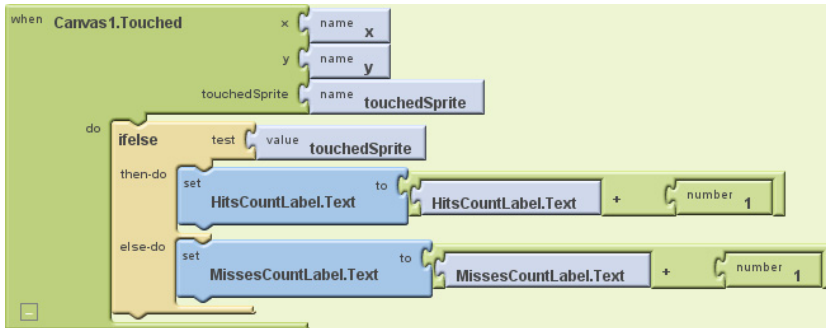 when Canvas1.Touched x name x
y name y
touchedSprite name touchedSprite
do ifelse test value touchedSprite
then-do set HitsCountLabel.Text to HitsCountLabel.Text + number 1
else-do set MissesCountLabel.Text to MissesCountLabel.Text + number 1